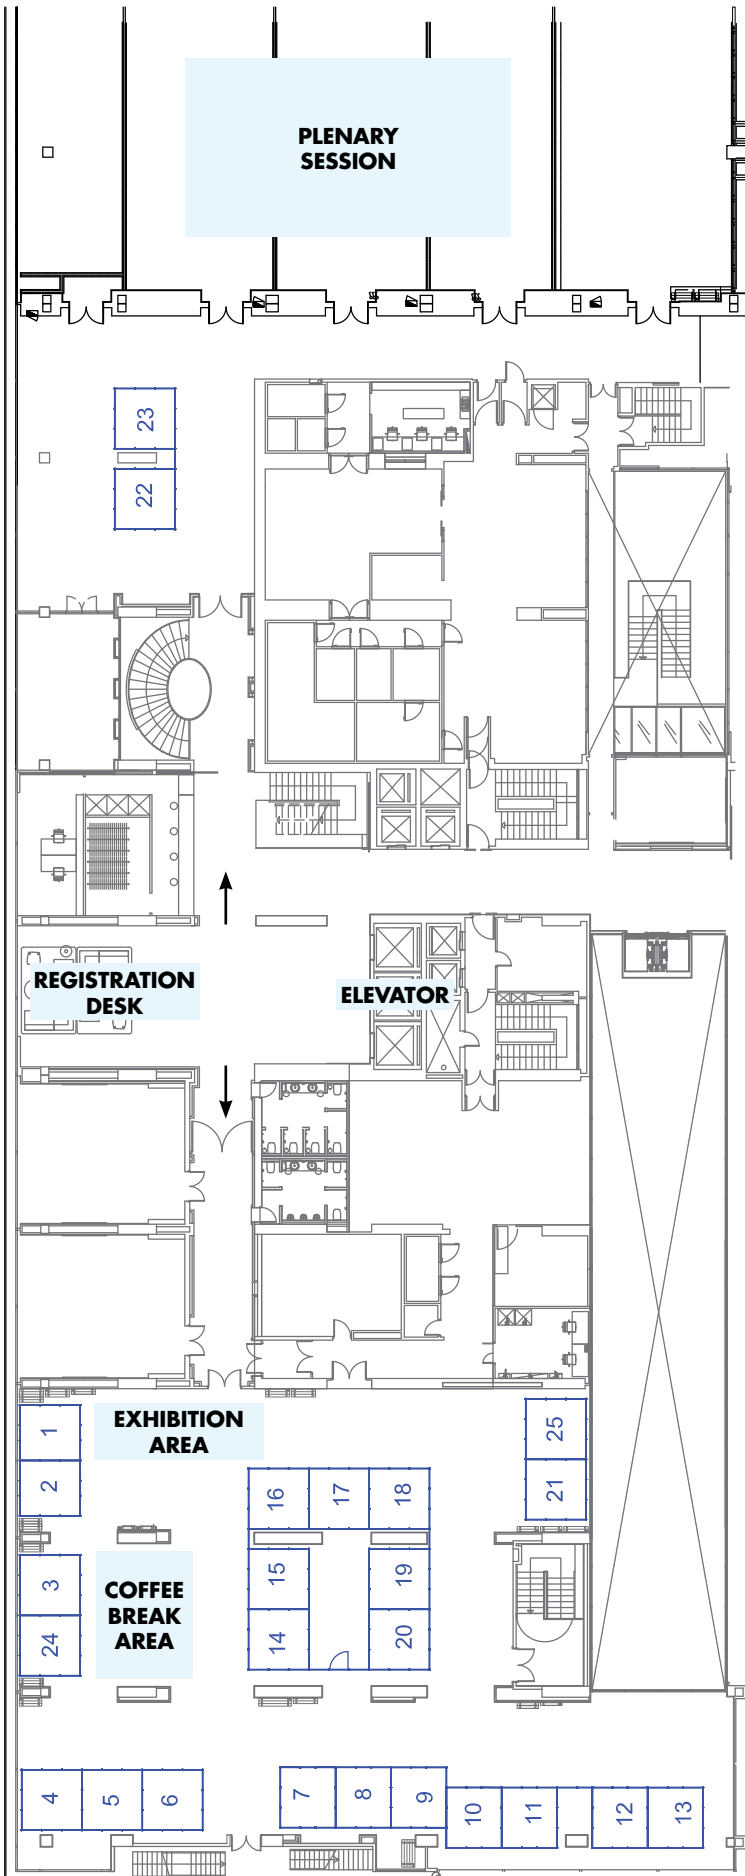 PLENARY
SESSION
23
22
REGISTRATION
DESK
ELEVATOR
EXHIBITION
AREA
1
2
25
21
16
17
18
15
19
14
20
3
24
COFFEE
BREAK
AREA
4
5
6
7
8
9
10
11
12
13